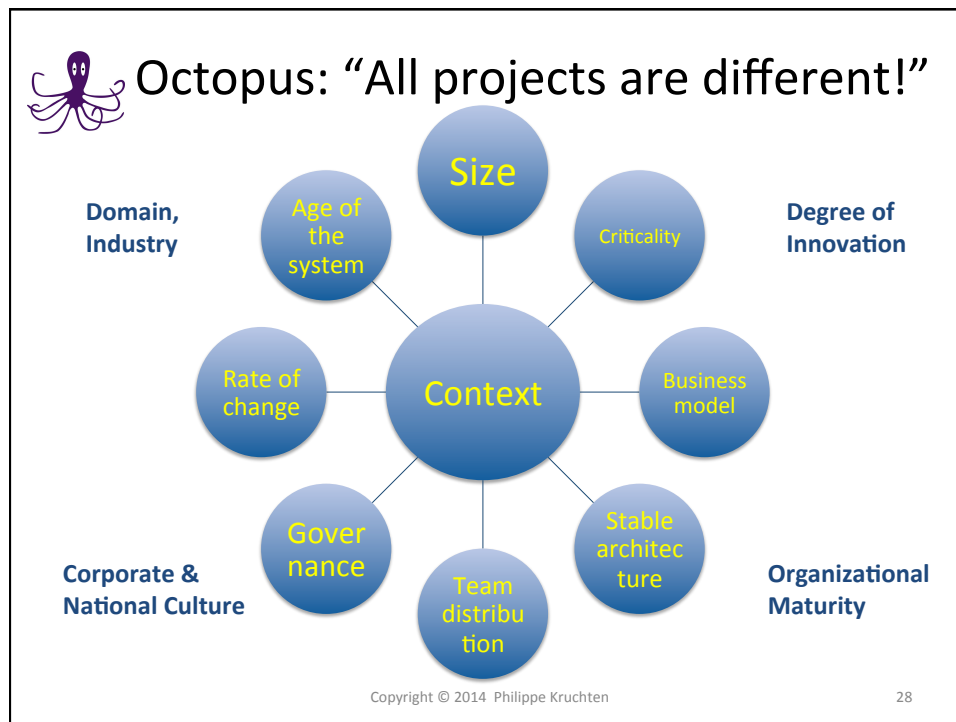 Octopus: “All projects are different!”
Size
Domain,
Industry
Age of
the
system
Criticality
Degree of
Innovation
Rate of
change
Context
Business
model
Gover
nance
Stable
architec
ture
Corporate &
National Culture
Team
distribu
tion
Organizational
Maturity
Copyright © 2014 Philippe Kruchten
28